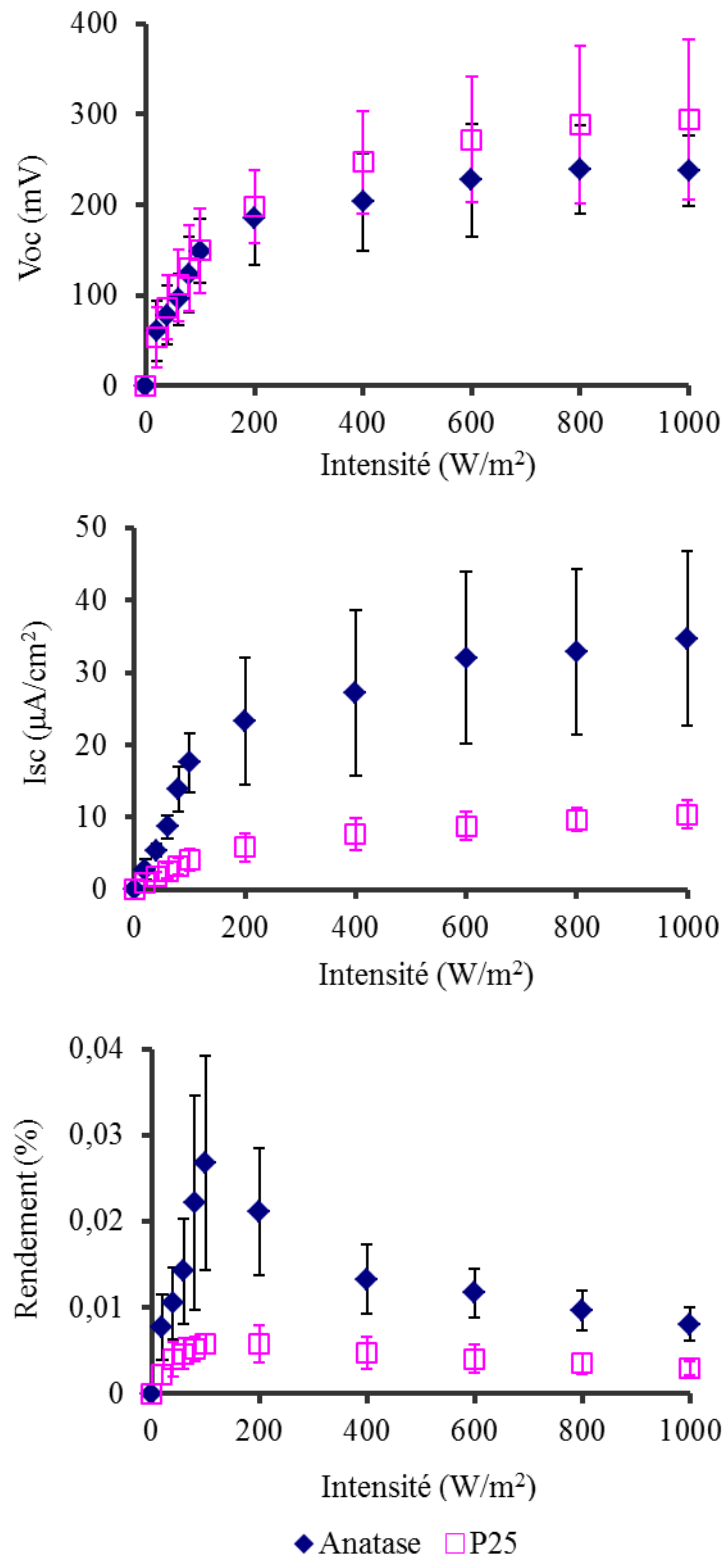 Voc (mV)
400
300
200
100
0
0 200 400 600 800 1000
Intensité (W/m²)
Isc (µA/cm²)
50
40
30
20
10
0
0 200 400 600 800 1000
Intensité (W/m²)
Rendement (%)
0,04
0,03
0,02
0,01
0
0 200 400 600 800 1000
Intensité (W/m²)
Anatase P25